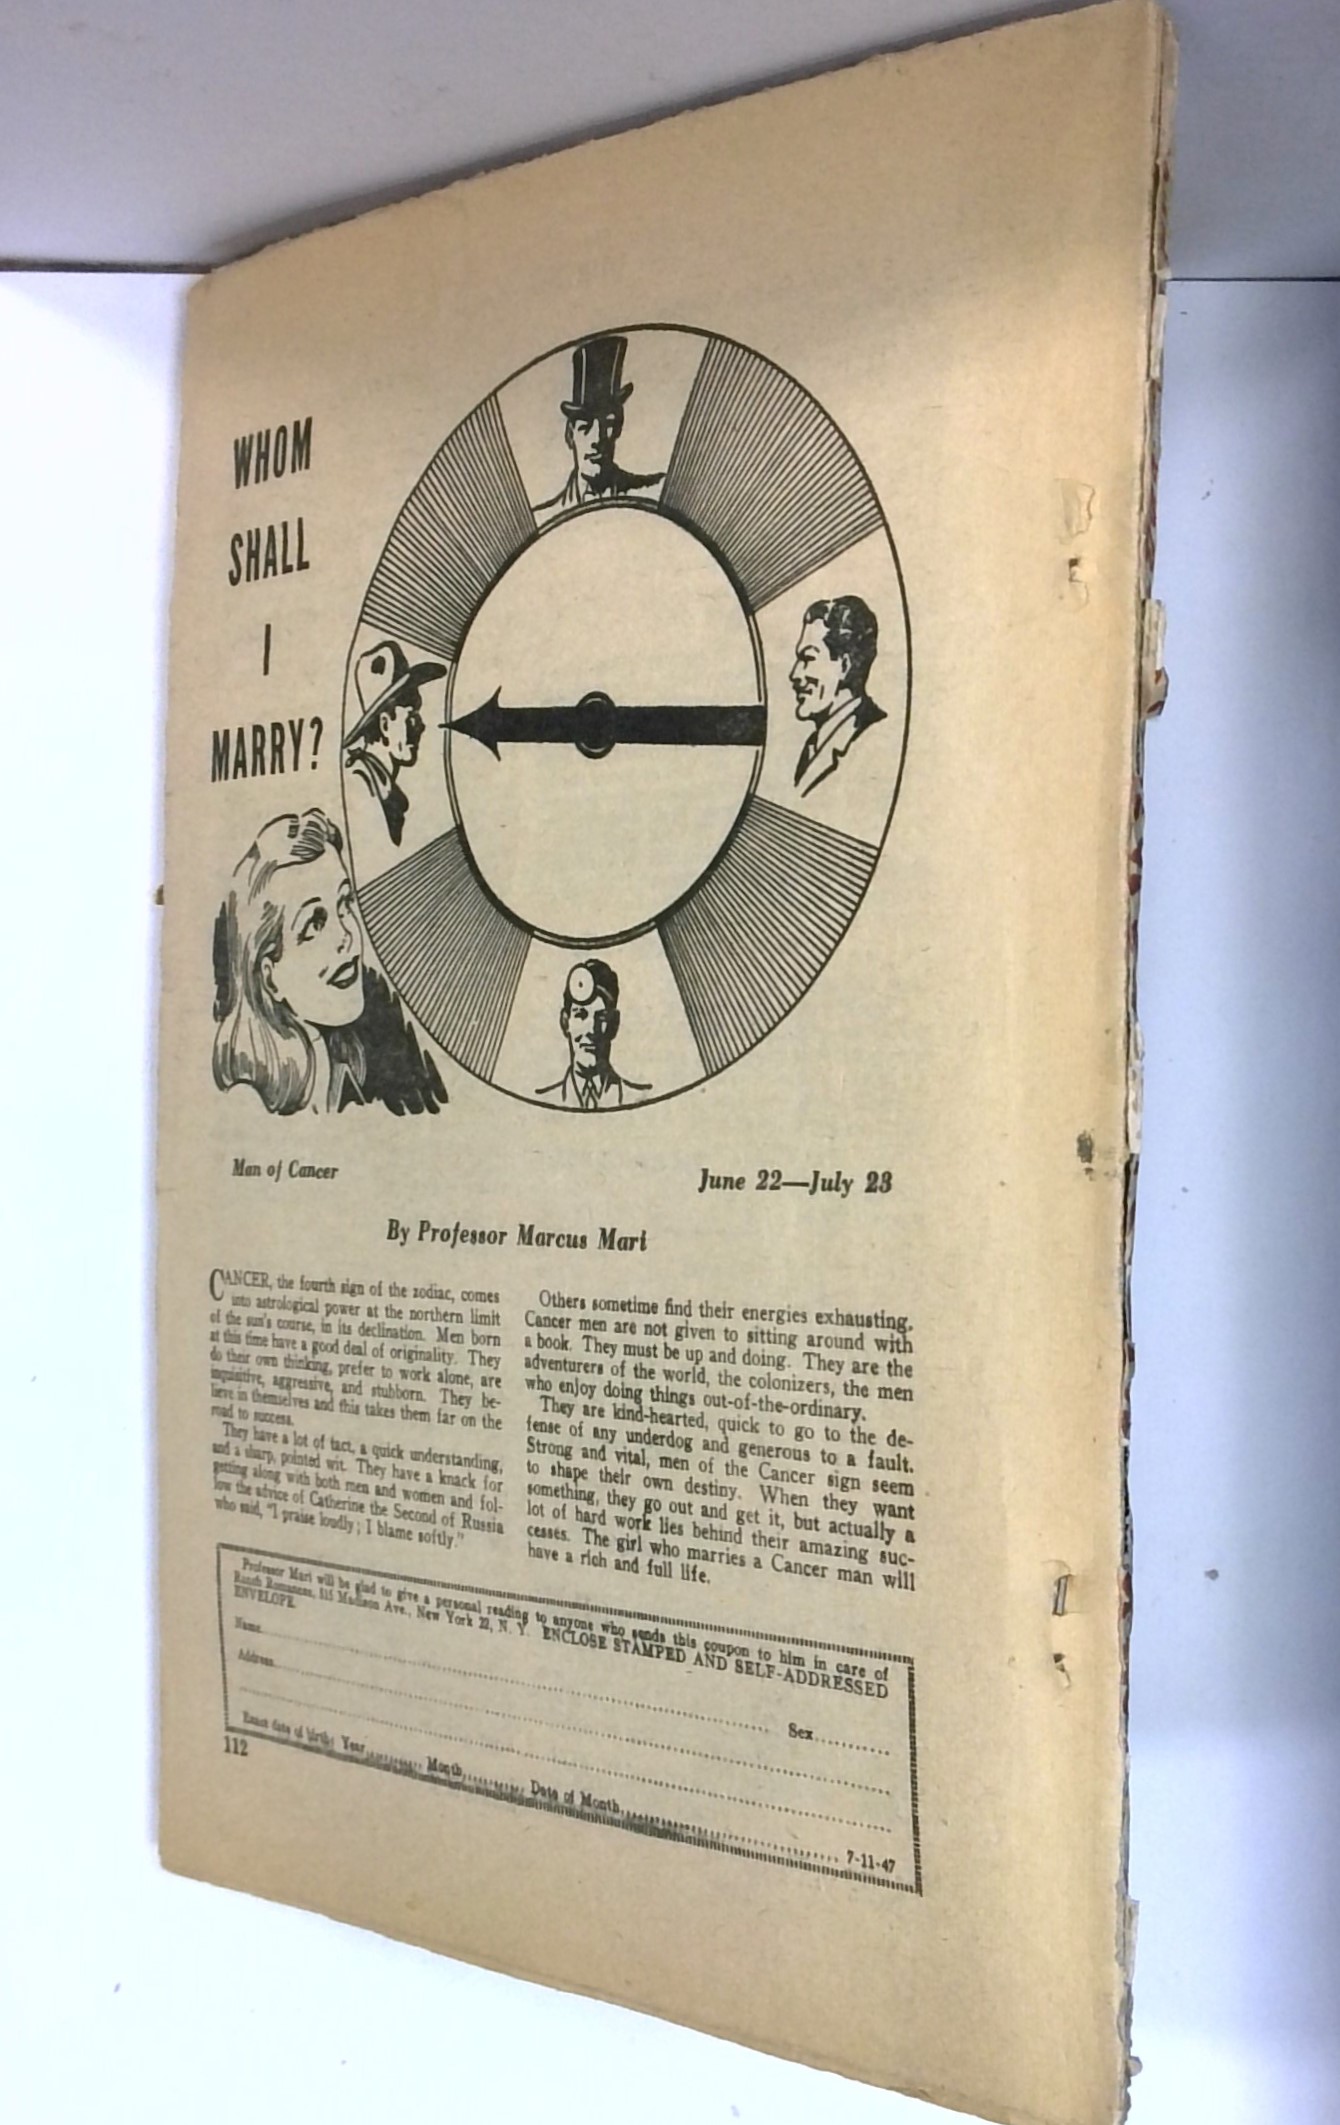 WHOM
SHALL
I
MARRY?
Man of Cancer
June 22—July 23
By Professor Marcus Mari
CANCER, the fourth sign of the zodiac, comes
into astrological power at the northern limit
of the sun's course, in its declination. Men born
at this time have a good deal of originality. They
do their own thinking, prefer to work alone, are
inquisitive, aggressive, and stubborn. They be-
lieve in themselves and this takes them far on the
road to success.
They have a lot of tact, a quick understanding,
and a sharp, pointed wit. They have a knack for
getting along with both men and women and fol-
low the advice of Catherine the Second of Russia
who said, "I praise loudly; I blame softly."
Others sometime find their energies exhausting.
Cancer men are not given to sitting around with
a book. They must be up and doing. They are the
adventurers of the world, the colonizers, the men
who enjoy doing things out-of-the-ordinary.
They are kind-hearted, quick to go to the de-
fense of any underdog and generous to a fault.
Strong and vital, men of the Cancer sign seem
to shape their own destiny. When they want
something, they go out and get it, but actually a
lot of hard work lies behind their amazing suc-
cesses. The girl who marries a Cancer man will
have a rich and full life.
Professor Mari will be glad to give a personal reading to anyone who sends this coupon to him in care of
Ranch Romances, 515 Madison Ave., New York 22, N. Y. ENCLOSE STAMPED AND SELF-ADDRESSED
ENVELOPE.
Name Sex
Address
Exact date of birth: Year Month Date of Month
7-11-47
112